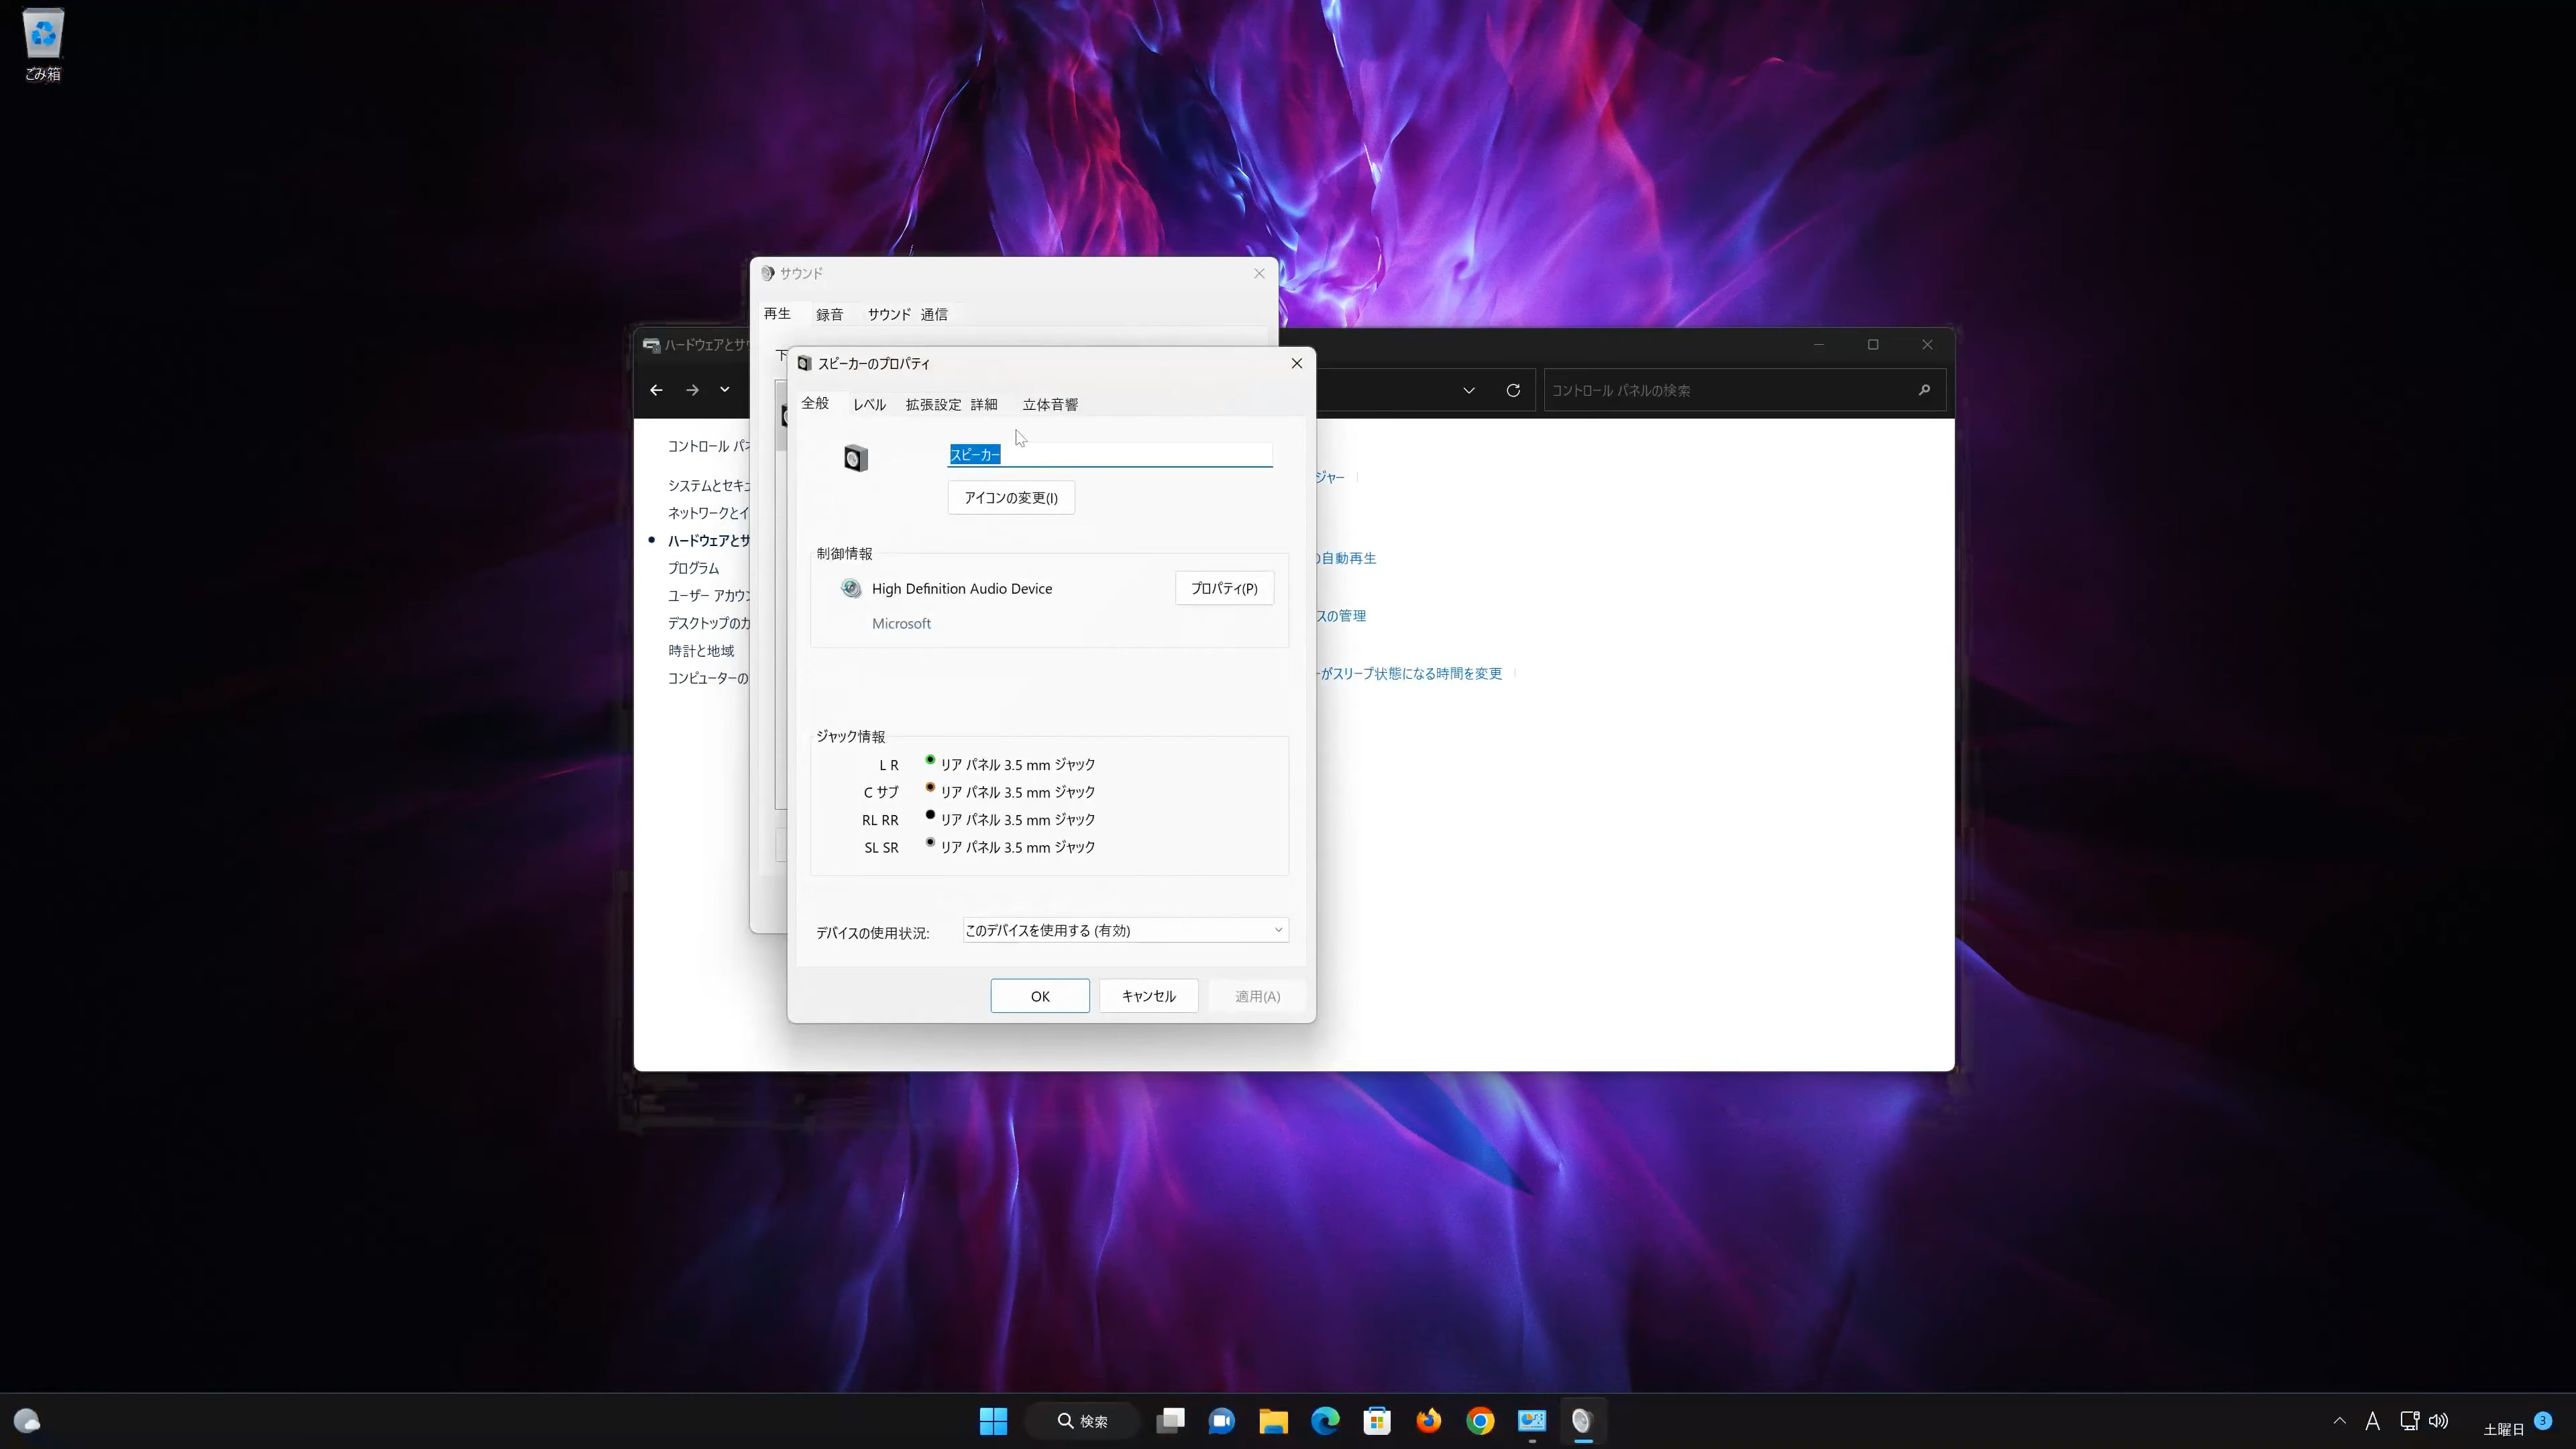 ごみ箱
サウンド
再生 録音 サウンド 通信
ハードウェアとサ
コントロール パネルの検索
スピーカーのプロパティ
全般 レベル 拡張設定 詳細 立体音響
スピーカー
アイコンの変更(I)
制御情報
High Definition Audio Device
プロパティ(P)
Microsoft
ジャック情報
L R リア パネル 3.5 mm ジャック
C サブ リア パネル 3.5 mm ジャック
RL RR リア パネル 3.5 mm ジャック
SL SR リア パネル 3.5 mm ジャック
デバイスの使用状況: このデバイスを使用する (有効)
OK キャンセル 適用(A)
コントロール パ
システムとセキ
ネットワークとイ
ハードウェアとサ
プログラム
ユーザー アカウ
デスクトップのカ
時計と地域
コンピューターの
ジャー
の自動再生
スの管理
ーがスリープ状態になる時間を変更
検索
A
土曜日
3